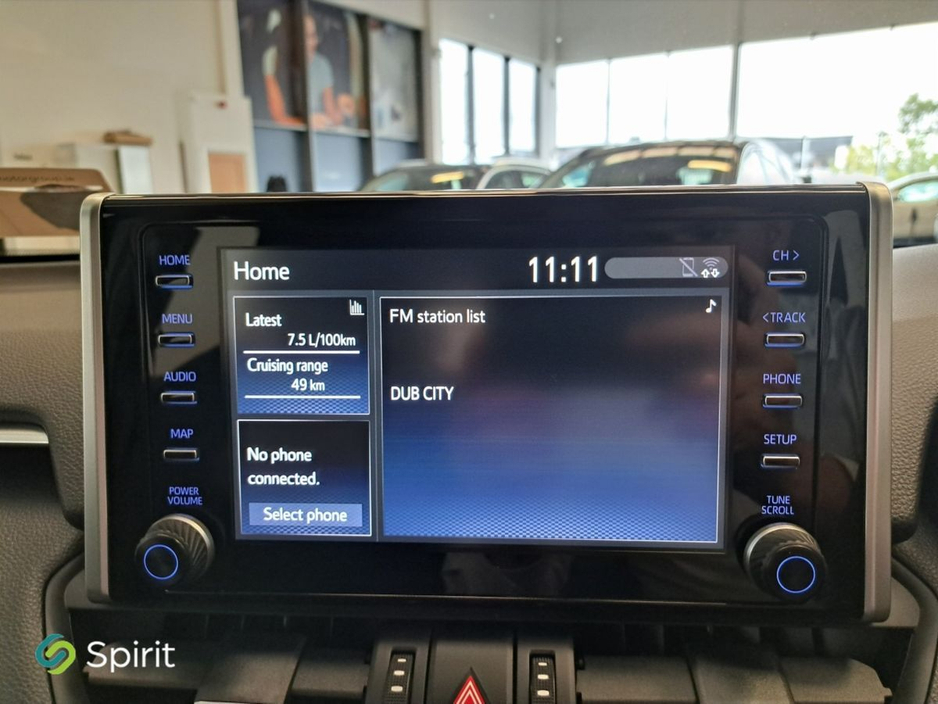 HOME
MENU
AUDIO
MAP
POWER
VOLUME
Home
11:11
Latest
7.5 L/100km
Cruising range
49 km
No phone
connected.
Select phone
FM station list
DUB CITY
CH >
<TRACK
PHONE
SETUP
TUNE
SCROLL
Spirit